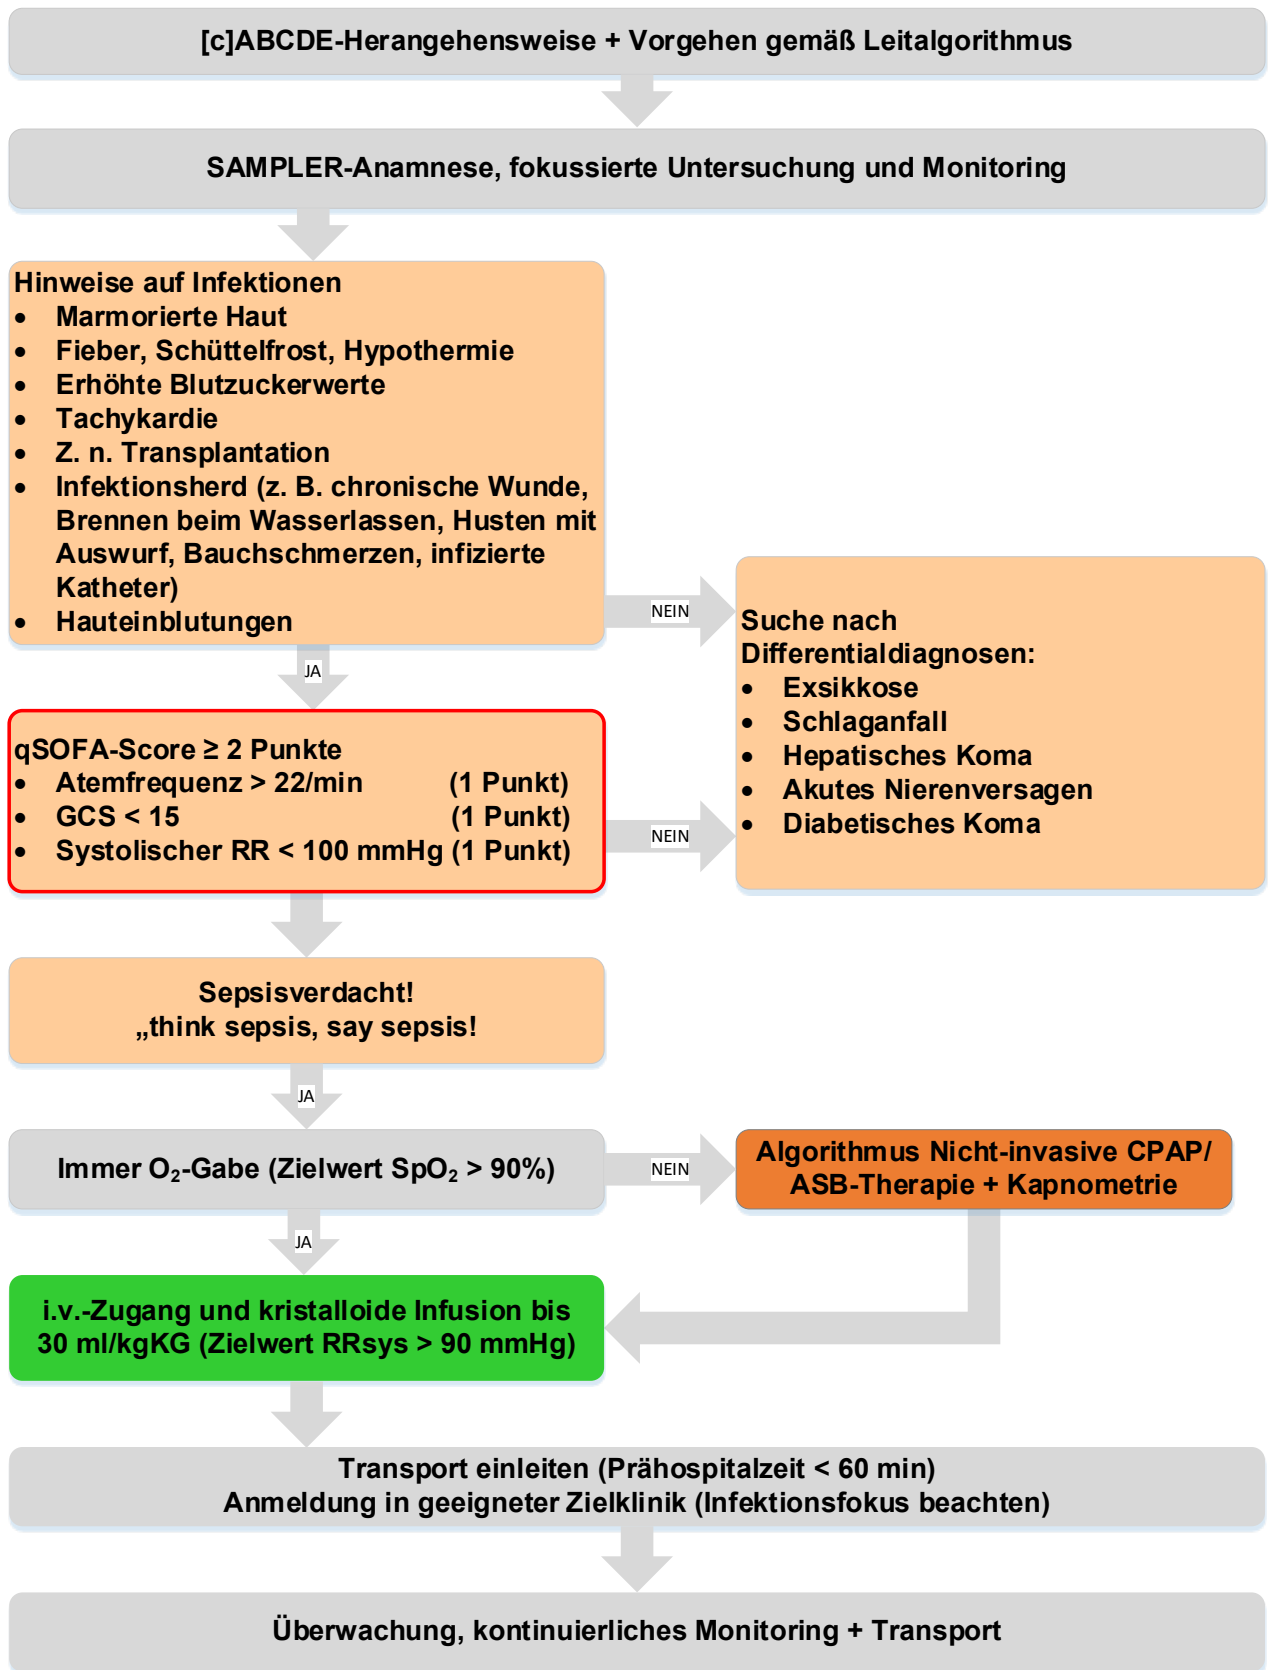 [c]ABCDE-Herangehensweise + Vorgehen gemäß Leitalgorithmus
SAMPLER-Anamnese, fokussierte Untersuchung und Monitoring
Hinweise auf Infektionen
• Marmorierte Haut
• Fieber, Schüttelfrost, Hypothermie
• Erhöhte Blutzuckerwerte
• Tachykardie
• Z. n. Transplantation
• Infektionsherd (z. B. chronische Wunde,
Brennen beim Wasserlassen, Husten mit
Auswurf, Bauchschmerzen, infizierte
Katheter)
• Hauteinblutungen
NEIN
JA
Suche nach
Differentialdiagnosen:
• Exsikkose
• Schlaganfall
• Hepatisches Koma
• Akutes Nierenversagen
• Diabetisches Koma
qSOFA-Score ≥ 2 Punkte
• Atemfrequenz > 22/min (1 Punkt)
• GCS < 15 (1 Punkt)
• Systolischer RR < 100 mmHg (1 Punkt)
NEIN
Sepsisverdacht!
„think sepsis, say sepsis!
JA
Immer O₂-Gabe (Zielwert SpO₂ > 90%)
NEIN
Algorithmus Nicht-invasive CPAP/
ASB-Therapie + Kapnometrie
JA
i.v.-Zugang und kristalloide Infusion bis
30 ml/kgKG (Zielwert RRsys > 90 mmHg)
Transport einleiten (Prähospitalzeit < 60 min)
Anmeldung in geeigneter Zielklinik (Infektionsfokus beachten)
Überwachung, kontinuierliches Monitoring + Transport